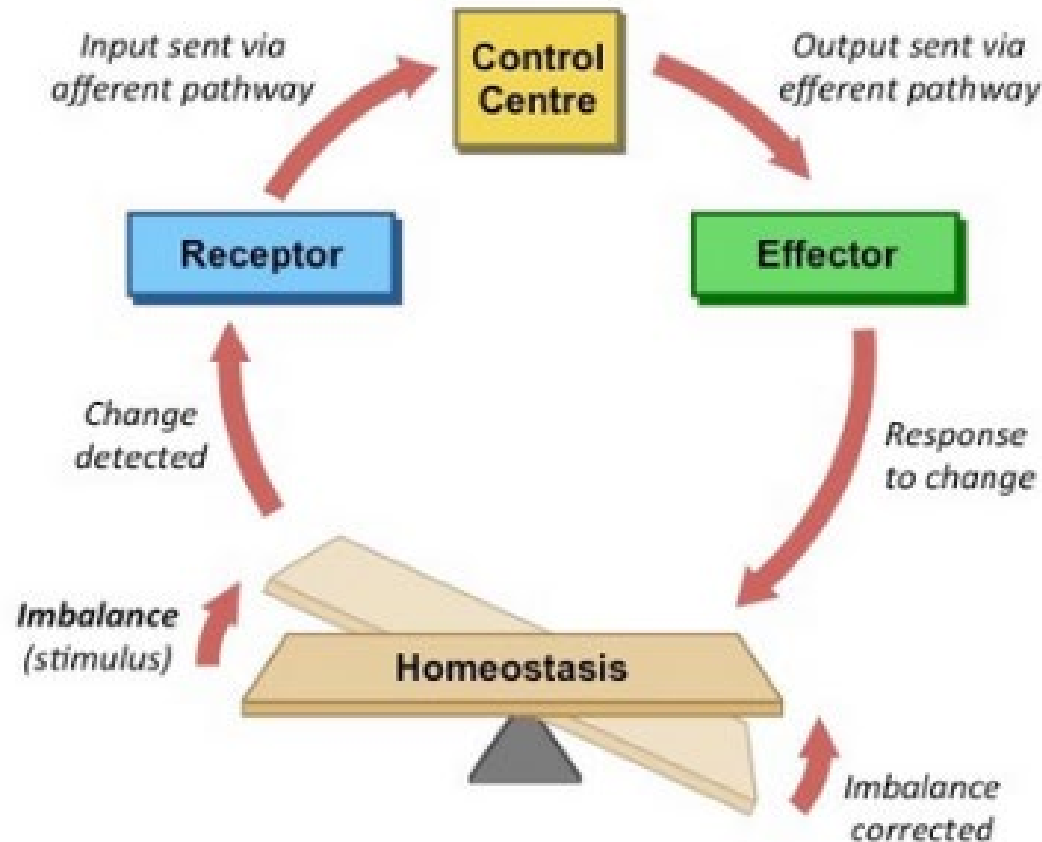 Input sent via
afferent pathway
Control
Centre
Output sent via
efferent pathway
Receptor
Effector
Change
detected
Response
to change
Imbalance
(stimulus)
Homeostasis
Imbalance
corrected